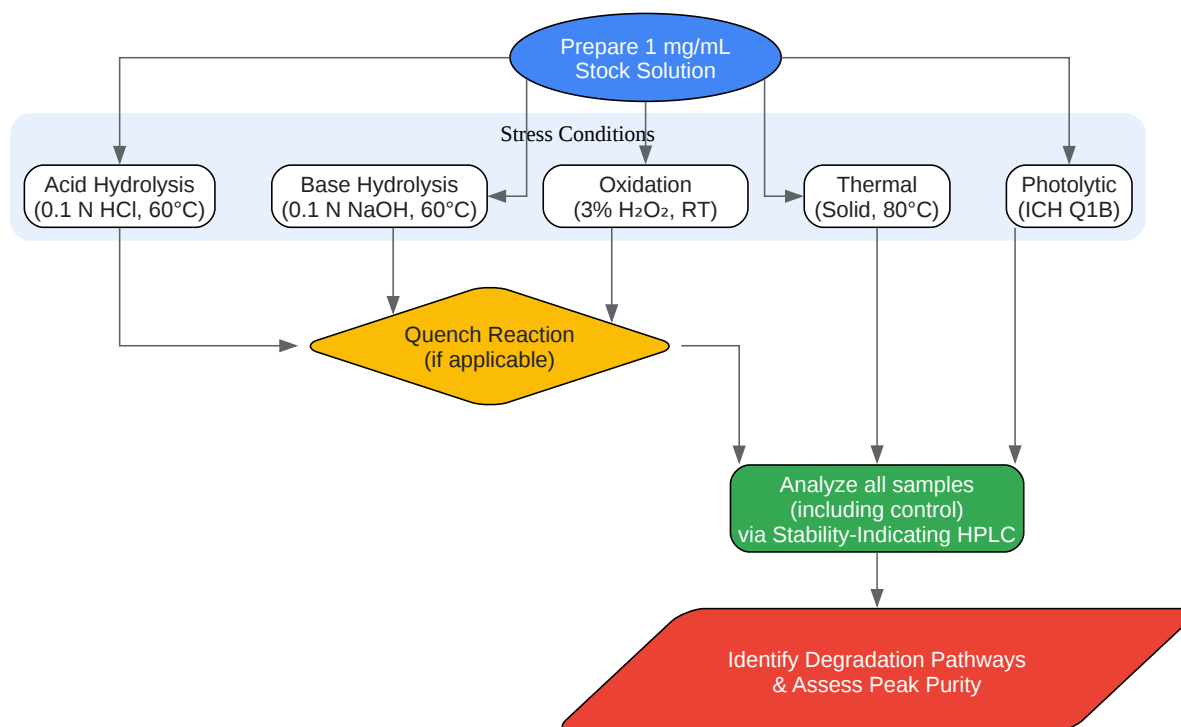 Prepare 1 mg/mL
Stock Solution
Stress Conditions
Acid Hydrolysis
(0.1 N HCl, 60°C)
Base Hydrolysis
(0.1 N NaOH, 60°C)
Oxidation
(3% H₂O₂, RT)
Thermal
(Solid, 80°C)
Photolytic
(ICH Q1B)
Quench Reaction
(if applicable)
Analyze all samples
(including control)
via Stability-Indicating HPLC
Identify Degradation Pathways
& Assess Peak Purity